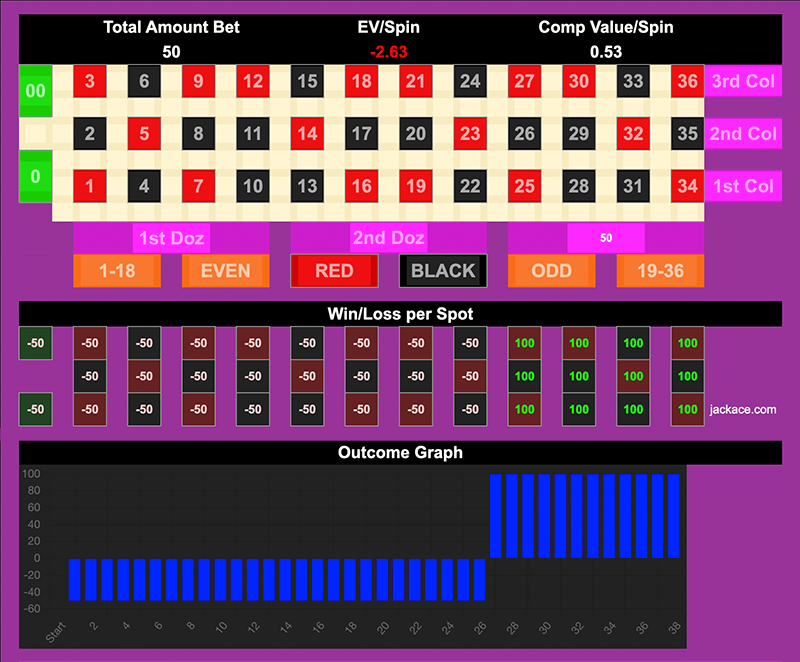 Total Amount Bet EV/Spin Comp Value/Spin
50 -2.63 0.53
00 3 6 9 12 15 18 21 24 27 30 33 36 3rd Col
2 5 8 11 14 17 20 23 26 29 32 35 2nd Col
0 1 4 7 10 13 16 19 22 25 28 31 34 1st Col
1st Doz 2nd Doz 50
1-18 EVEN RED BLACK ODD 19-36
Win/Loss per Spot
-50 -50 -50 -50 -50 -50 -50 -50 -50 100 100 100 100
-50 -50 -50 -50 -50 -50 -50 -50 100 100 100 100
-50 -50 -50 -50 -50 -50 -50 -50 -50 100 100 100 100 jackace.com
Outcome Graph
100
80
60
40
20
0
-20
-40
-60
Start 2 4 6 8 10 12 14 16 18 20 22 24 26 28 30 32 34 36 38